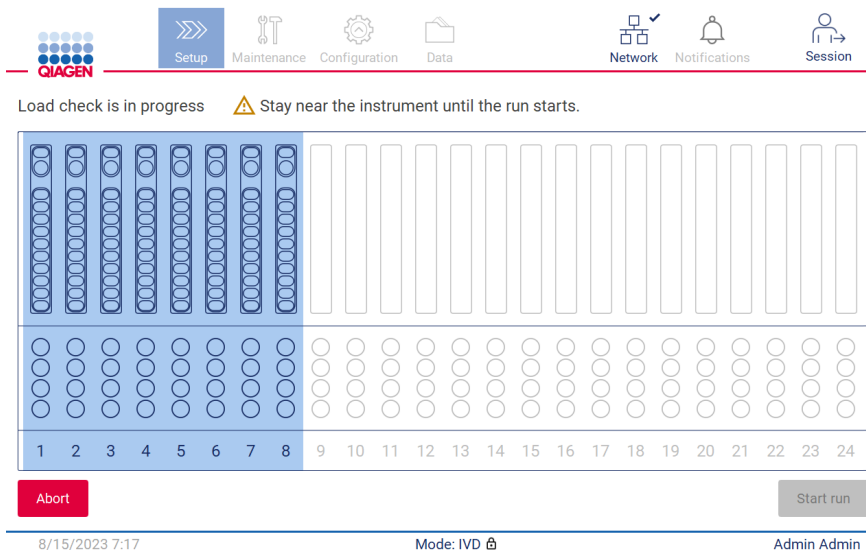 QIAGEN
Setup
Maintenance
Configuration
Data
Network
Notifications
Session
Load check is in progress
Stay near the instrument until the run starts.
1 2 3 4 5 6 7 8 9 10 11 12 13 14 15 16 17 18 19 20 21 22 23 24
Abort
Start run
8/15/2023 7:17
Mode: IVD
Admin Admin